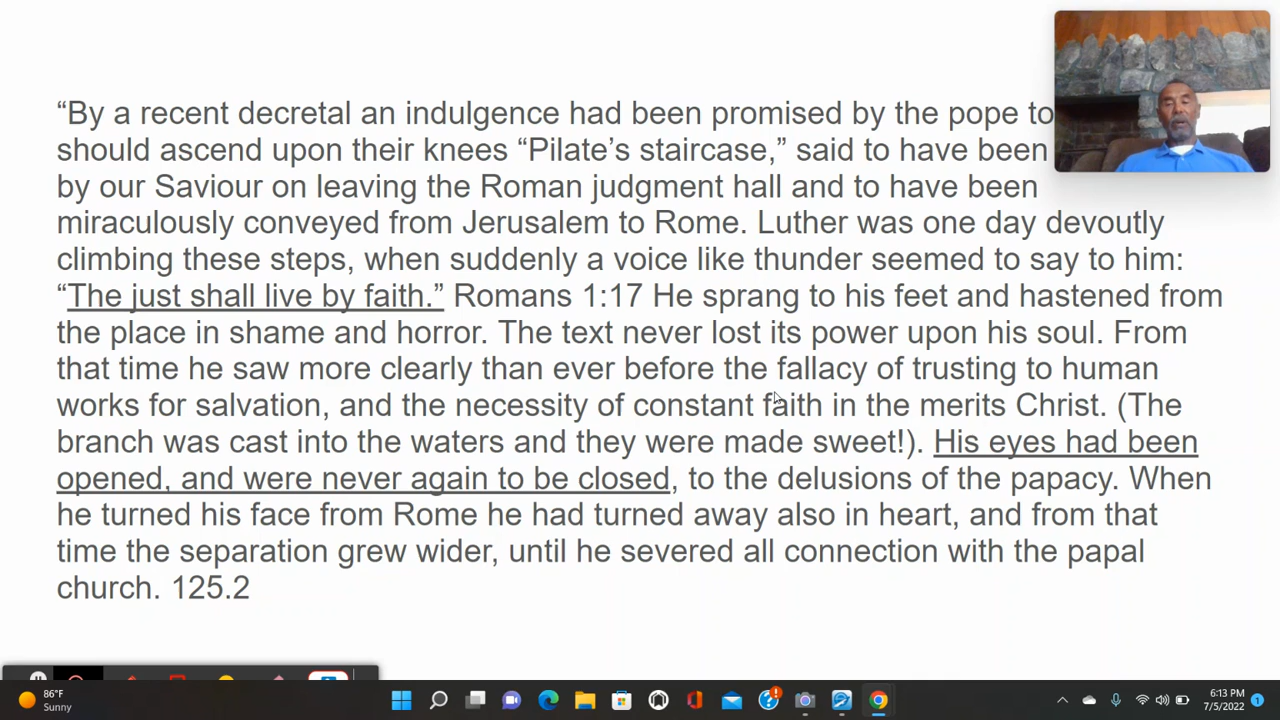 “By a recent decretal an indulgence had been promised by the pope to
should ascend upon their knees “Pilate’s staircase,” said to have been
by our Saviour on leaving the Roman judgment hall and to have been
miraculously conveyed from Jerusalem to Rome. Luther was one day devoutly
climbing these steps, when suddenly a voice like thunder seemed to say to him:
“The just shall live by faith.” Romans 1:17 He sprang to his feet and hastened from
the place in shame and horror. The text never lost its power upon his soul. From
that time he saw more clearly than ever before the fallacy of trusting to human
works for salvation, and the necessity of constant faith in the merits Christ. (The
branch was cast into the waters and they were made sweet!). His eyes had been
opened, and were never again to be closed, to the delusions of the papacy. When
he turned his face from Rome he had turned away also in heart, and from that
time the separation grew wider, until he severed all connection with the papal
church. 125.2
86°F
Sunny
6:13 PM
7/5/2022
1